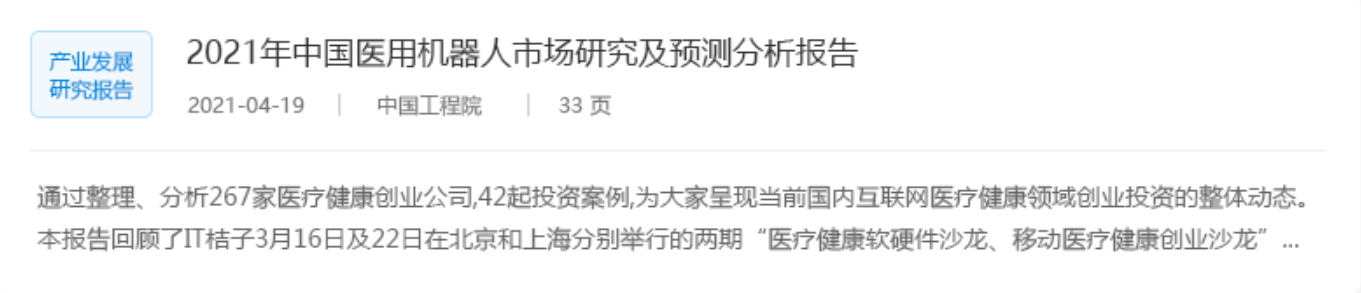 产业发展
研究报告
2021年中国医用机器人市场研究及预测分析报告
2021-04-19 | 中国工程院 | 33 页
通过整理、分析267家医疗健康创业公司,42起投资案例,为大家呈现当前国内互联网医疗健康领域创业投资的整体动态。
本报告回顾了IT桔子3月16日及22日在北京和上海分别举行的两期“医疗健康软硬件沙龙、移动医疗健康创业沙龙”...